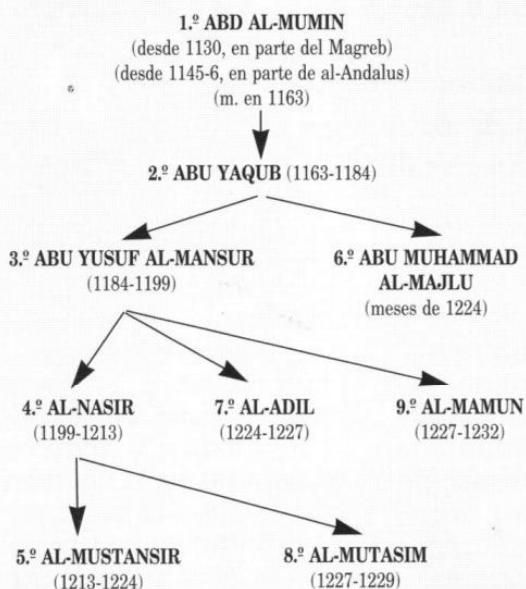 1.º ABD AL-MUMIN
(desde 1130, en parte del Magreb)
(desde 1145-6, en parte de al-Andalus)
(m. en 1163)
2.º ABU YAQUB (1163-1184)
3.º ABU YUSUF AL-MANSUR
(1184-1199)
6.º ABU MUHAMMAD
AL-MAJLU
(meses de 1224)
4.º AL-NASIR
(1199-1213)
7.º AL-ADIL
(1224-1227)
9.º AL-MAMUN
(1227-1232)
5.º AL-MUSTANSIR
(1213-1224)
8.º AL-MUTASIM
(1227-1229)